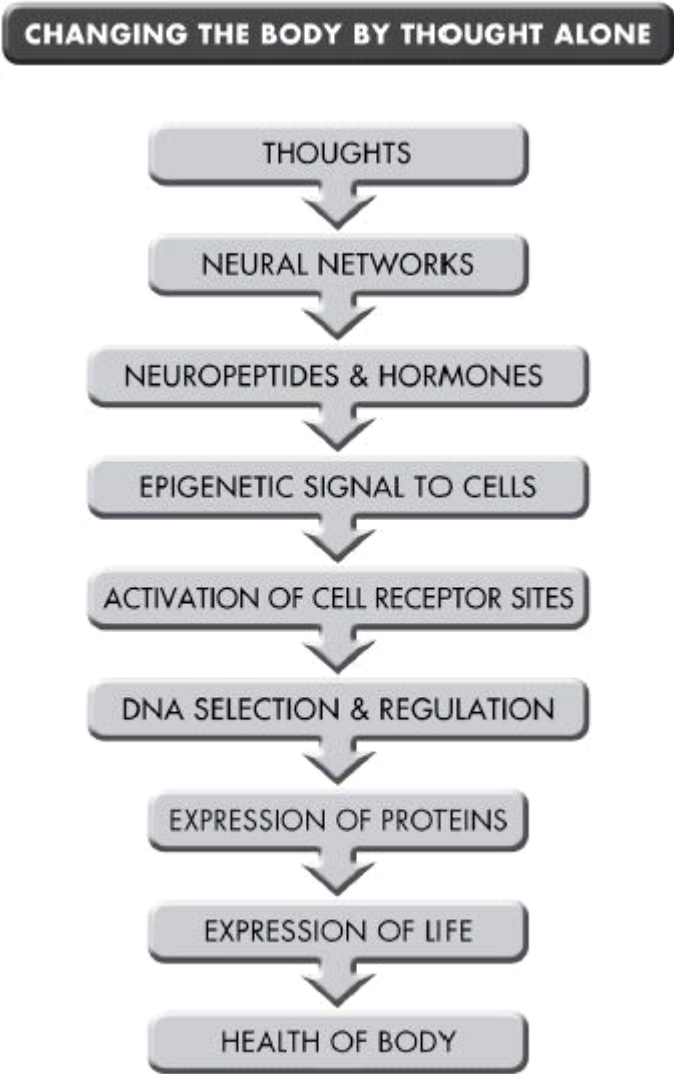 CHANGING THE BODY BY THOUGHT ALONE
THOUGHTS
NEURAL NETWORKS
NEUROPEPTIDES & HORMONES
EPIGENETIC SIGNAL TO CELLS
ACTIVATION OF CELL RECEPTOR SITES
DNA SELECTION & REGULATION
EXPRESSION OF PROTEINS
EXPRESSION OF LIFE
HEALTH OF BODY